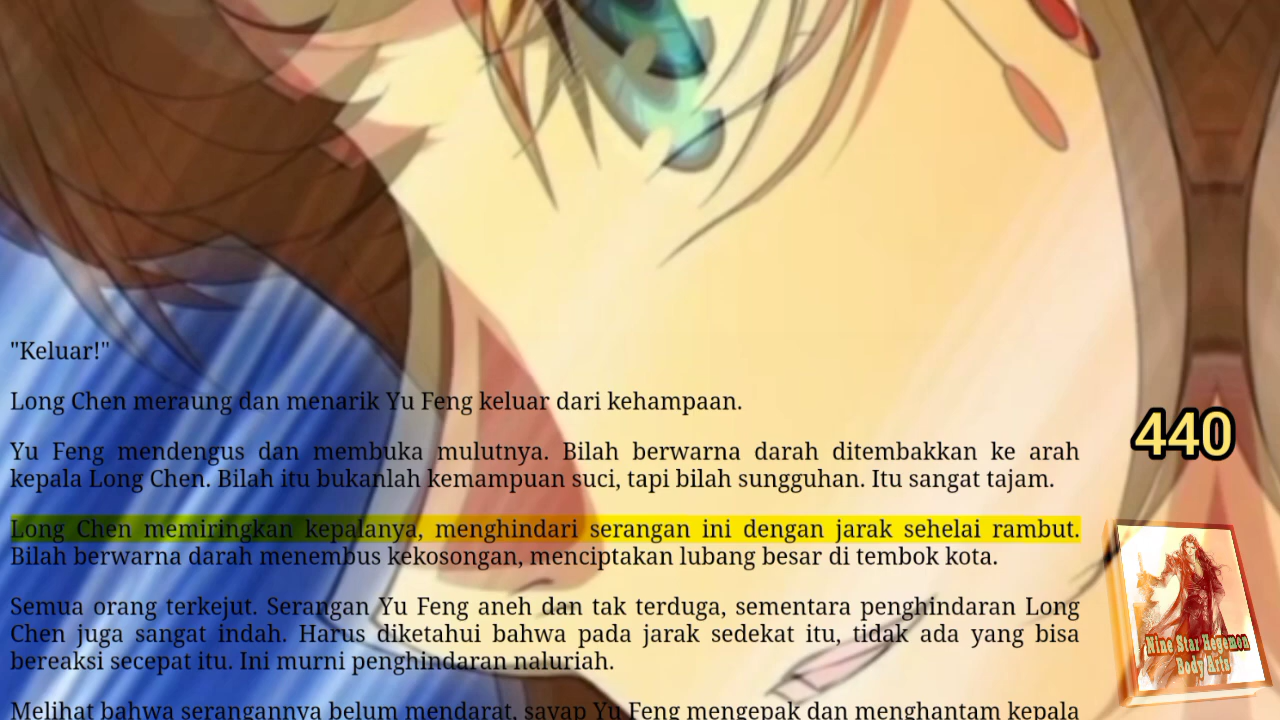 "Keluar!"
Long Chen meraung dan menarik Yu Feng keluar dari kehampaan.
Yu Feng mendengus dan membuka mulutnya. Bilah berwarna darah ditembakkan ke arah
kepala Long Chen. Bilah itu bukanlah kemampuan suci, tapi bilah sungguhan. Itu sangat tajam.
Long Chen memiringkan kepalanya, menghindari serangan ini dengan jarak sehelai rambut.
Bilah berwarna darah menembus kekosongan, menciptakan lubang besar di tembok kota.
Semua orang terkejut. Serangan Yu Feng aneh dan tak terduga, sementara penghindaran Long
Chen juga sangat indah. Harus diketahui bahwa pada jarak sedekat itu, tidak ada yang bisa
bereaksi secepat itu. Ini murni penghindaran naluriah.
Melihat bahwa serangannya belum mendarat, sayap Yu Feng mengepak dan menghantam kepala
440
Nine Star Hegemon
Body Arts